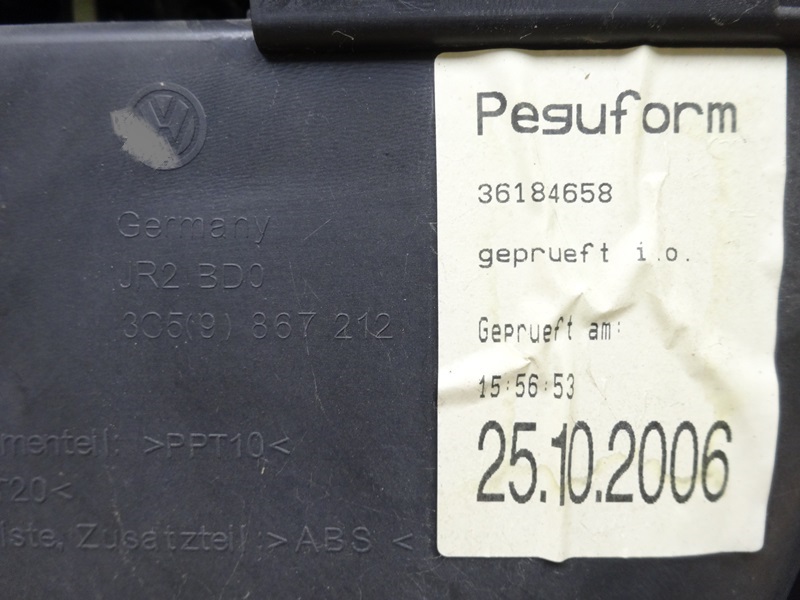 Germany
JR2 BD0
3C5(9) 867 212
menteil: >PPT10<
T20<
iste, Zusatzteil >ABS<
Peguform
36184658
geprueft i.o.
Geprueft am:
15:56:53
25.10.2006